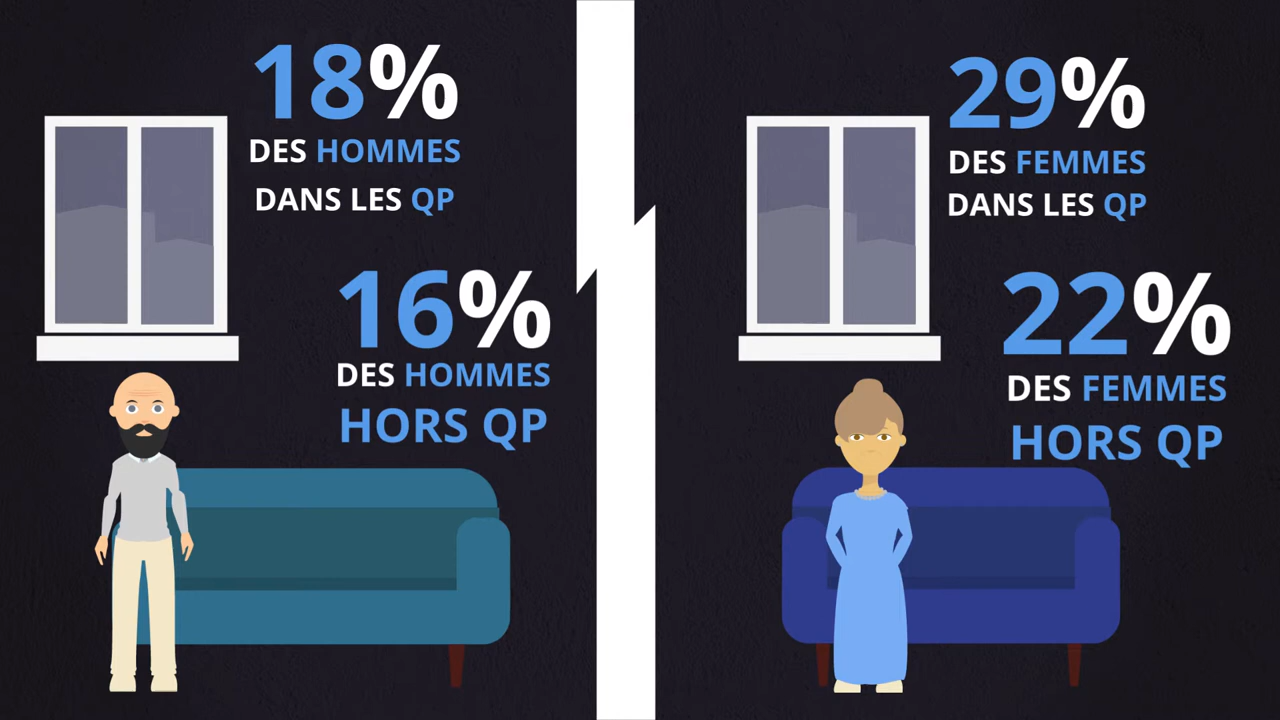 18%
DES HOMMES
DANS LES QP
16%
DES HOMMES
HORS QP
29%
DES FEMMES
DANS LES QP
22%
DES FEMMES
HORS QP